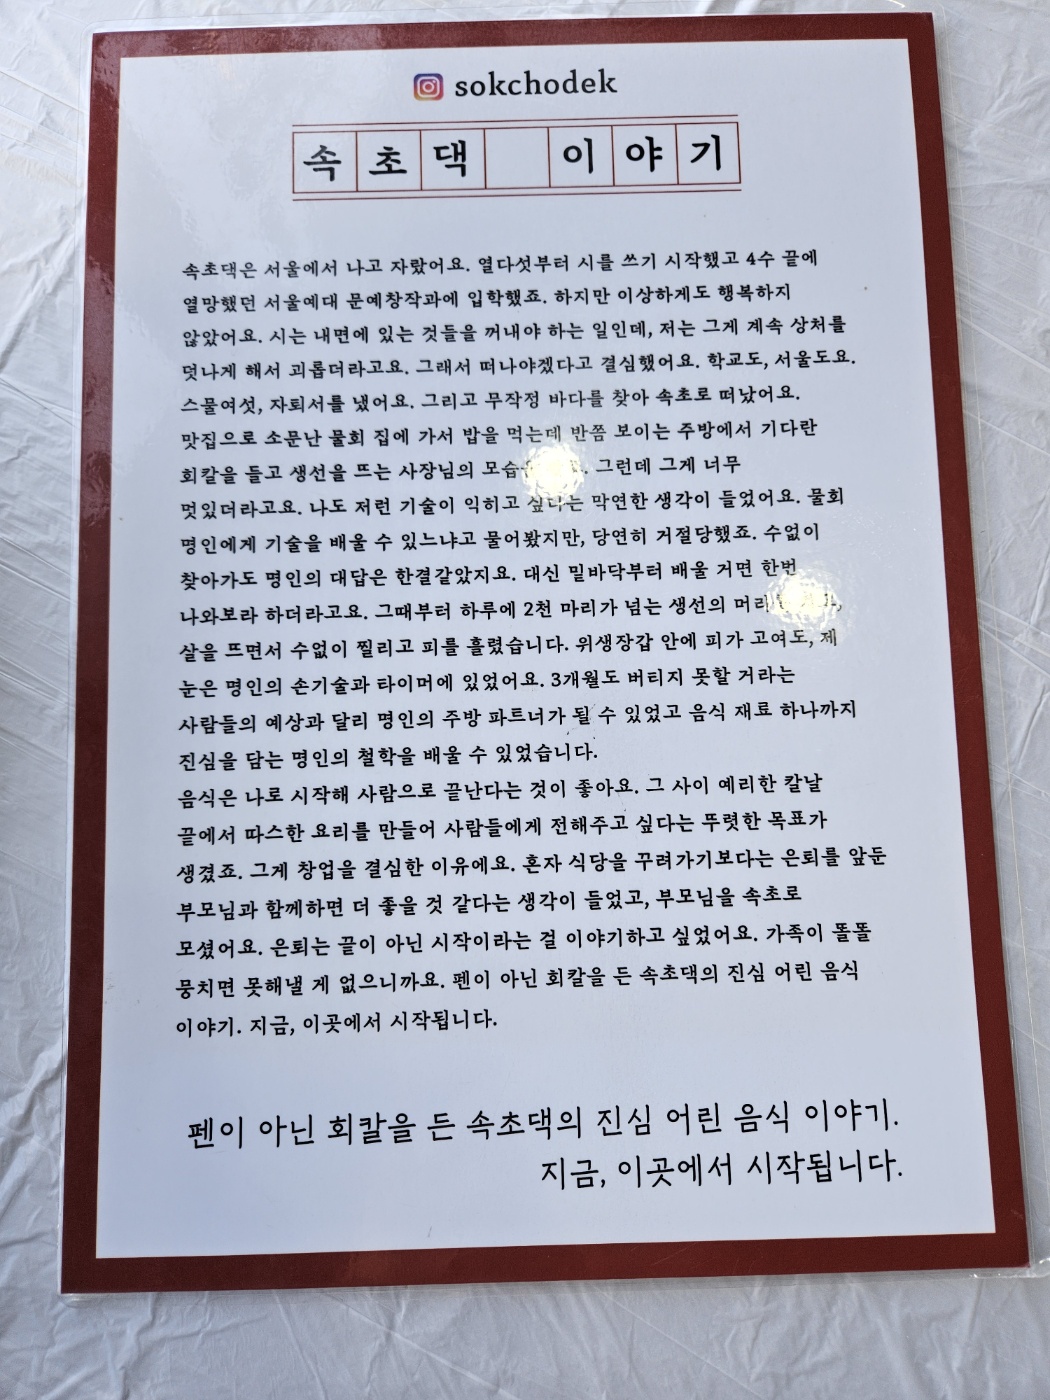 sokchodek
속초댁 이야기
속초댁은 서울에서 나고 자랐어요. 열다섯부터 시를 쓰기 시작했고 4수 끝에
열망했던 서울예대 문예창작과에 입학했죠. 하지만 이상하게도 행복하지
않았어요. 시는 내면에 있는 것들을 꺼내야 하는 일인데, 저는 그게 계속 상처를
덧나게 해서 괴롭더라고요. 그래서 떠나야겠다고 결심했어요. 학교도, 서울도요.
스물여섯, 자퇴서를 냈어요. 그리고 무작정 바다를 찾아 속초로 떠났어요.
맛집으로 소문난 물회 집에 가서 밥을 먹는데 반쯤 보이는 주방에서 기다란
회칼을 들고 생선을 뜨는 사장님의 그런데 그게 너무
멋있더라고요. 나도 저런 기술이 익히고 싶다는 막연한 생각이 들었어요. 물회
명인에게 기술을 배울 수 있느냐고 물어봤지만, 당연히 거절당했죠. 수없이
찾아가도 명인의 대답은 한결같았지요. 대신 밑바닥부터 배울 거면 한번
나와보라 하더라고요. 그때부터 하루에 2천 마리가 넘는 생선의
살을 뜨면서 수없이 찔리고 피를 흘렸습니다. 위생장갑 안에 피가 고여도, 제
눈은 명인의 손기술과 타이머에 있었어요. 3개월도 버티지 못할 거라는
사람들의 예상과 달리 명인의 주방 파트너가 될 수 있었고 음식 재료 하나까지
진심을 담는 명인의 철학을 배울 수 있었습니다.
음식은 나로 시작해 사람으로 끝난다는 것이 좋아요. 그 사이 예리한 칼날
끝에서 따스한 요리를 만들어 사람들에게 전해주고 싶다는 뚜렷한 목표가
생겼죠. 그게 창업을 결심한 이유에요. 혼자 식당을 꾸려가기보다는 은퇴를 앞둔
부모님과 함께하면 더 좋을 것 같다는 생각이 들었고, 부모님을 속초로
모셨어요. 은퇴는 끝이 아닌 시작이라는 걸 이야기하고 싶었어요. 가족이 똘똘
뭉치면 못해낼 게 없으니까요. 펜이 아닌 회칼을 든 속초댁의 진심 어린 음식
이야기. 지금, 이곳에서 시작됩니다.
펜이 아닌 회칼을 든 속초댁의 진심 어린 음식 이야기.
지금, 이곳에서 시작됩니다.